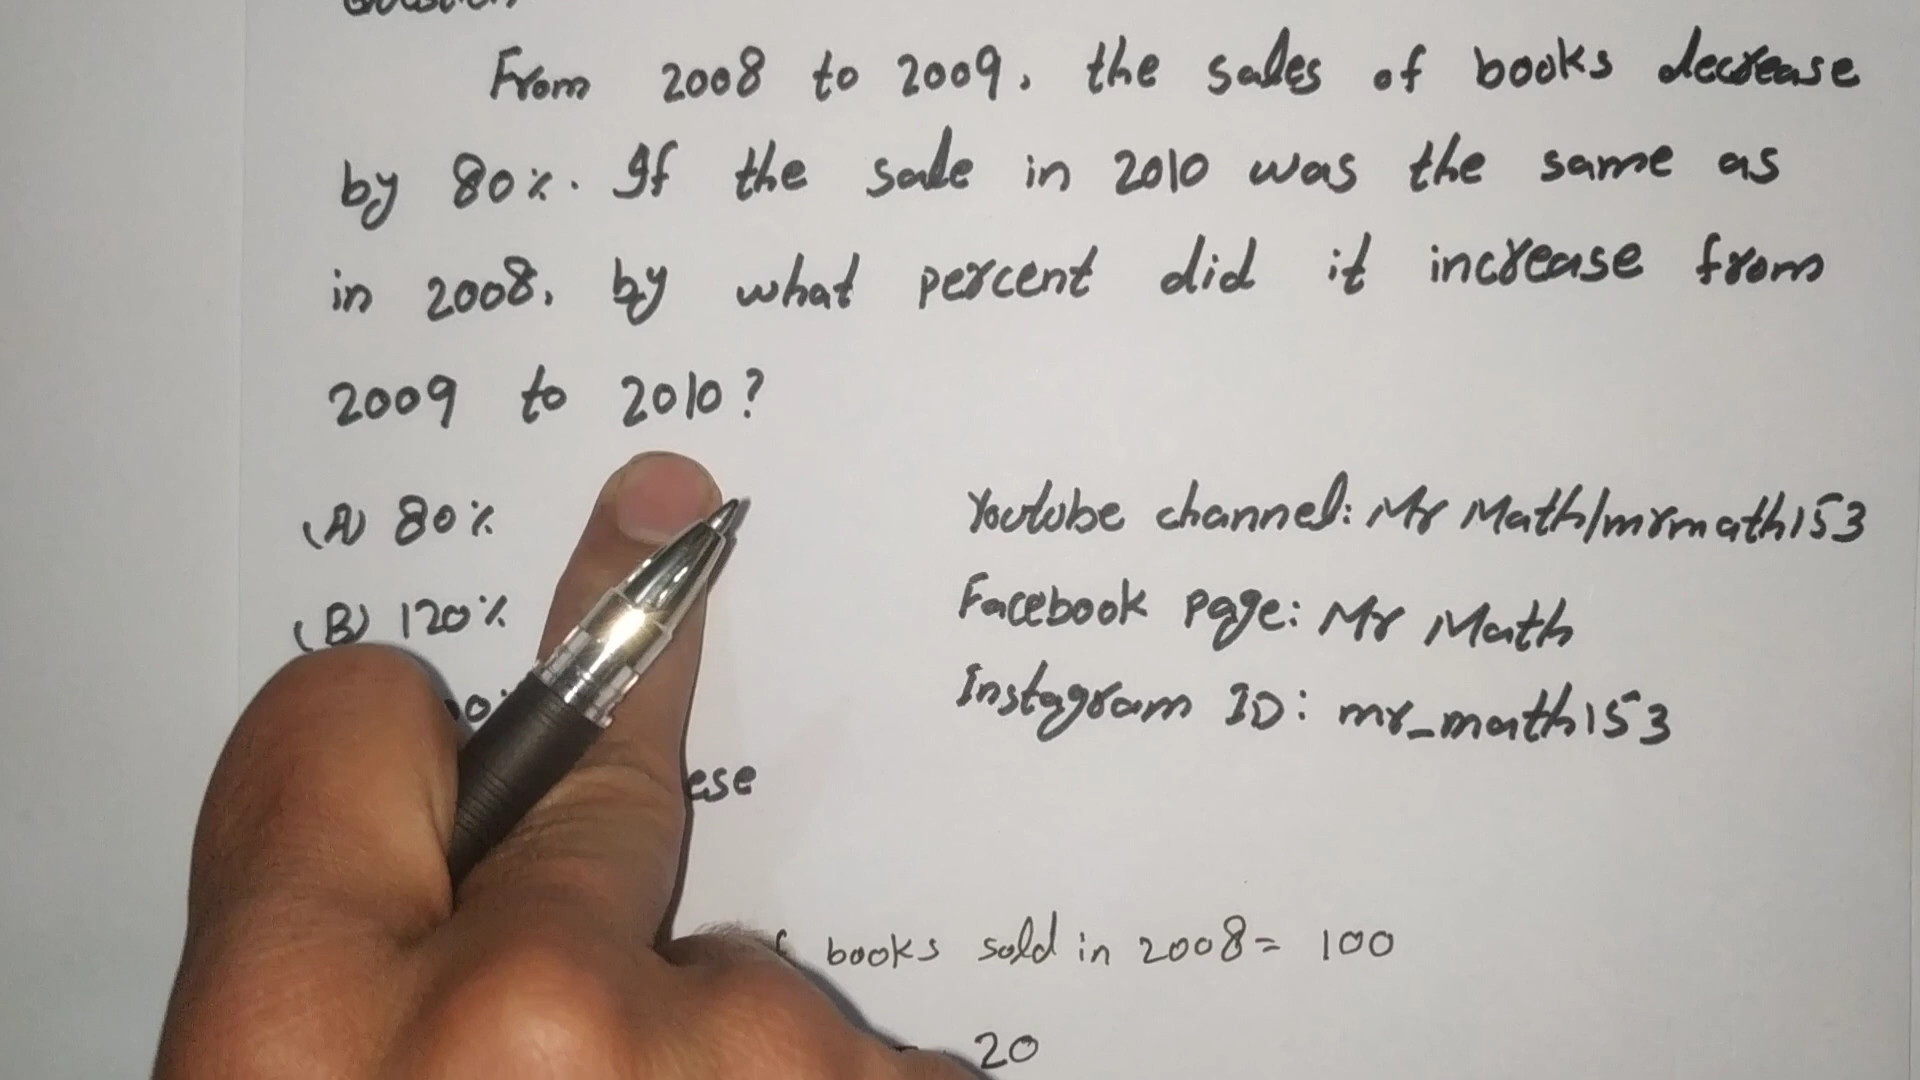 From 2008 to 2009, the sales of books decrease
by 80%. If the sale in 2010 was the same as
in 2008, by what percent did it increase from
2009 to 2010?
(A) 80%
(B) 120%
Youtube channel: Mr Math/mrmath153
Facebook page: Mr Math
Instagram ID: mr_math153
books sold in 2008 = 100
20